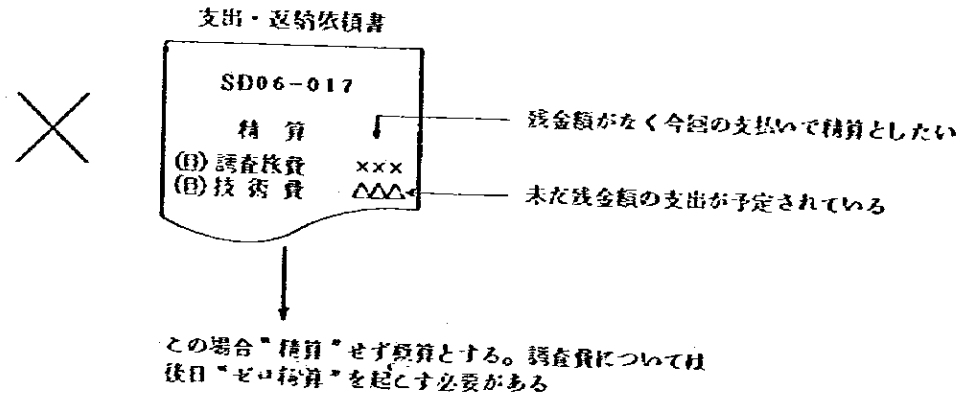 支出・返納依頼書
SD06-017
精算
(目)調査検費 ×××
残金額がなく今回の支払いで精算としたい
(目)技術費 △△△
未だ残金額の支出が予定されている
この場合"精算"せず概算とする。調査費については
後日"ゼロ精算"を起こす必要がある